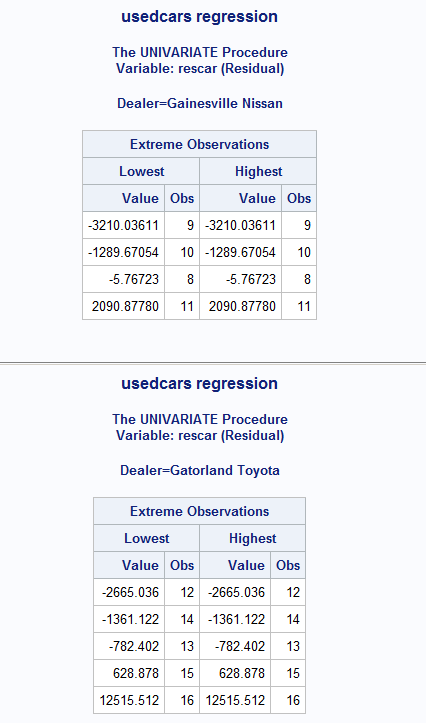 usedcars regression
The UNIVARIATE Procedure
Variable: rescar (Residual)
Dealer=Gainesville Nissan
Extreme Observations
Lowest Highest
Value Obs Value Obs
-3210.03611 9 -3210.03611 9
-1289.67054 10 -1289.67054 10
-5.76723 8 -5.76723 8
2090.87780 11 2090.87780 11
usedcars regression
The UNIVARIATE Procedure
Variable: rescar (Residual)
Dealer=Gatorland Toyota
Extreme Observations
Lowest Highest
Value Obs Value Obs
-2665.036 12 -2665.036 12
-1361.122 14 -1361.122 14
-782.402 13 -782.402 13
628.878 15 628.878 15
12515.512 16 12515.512 16